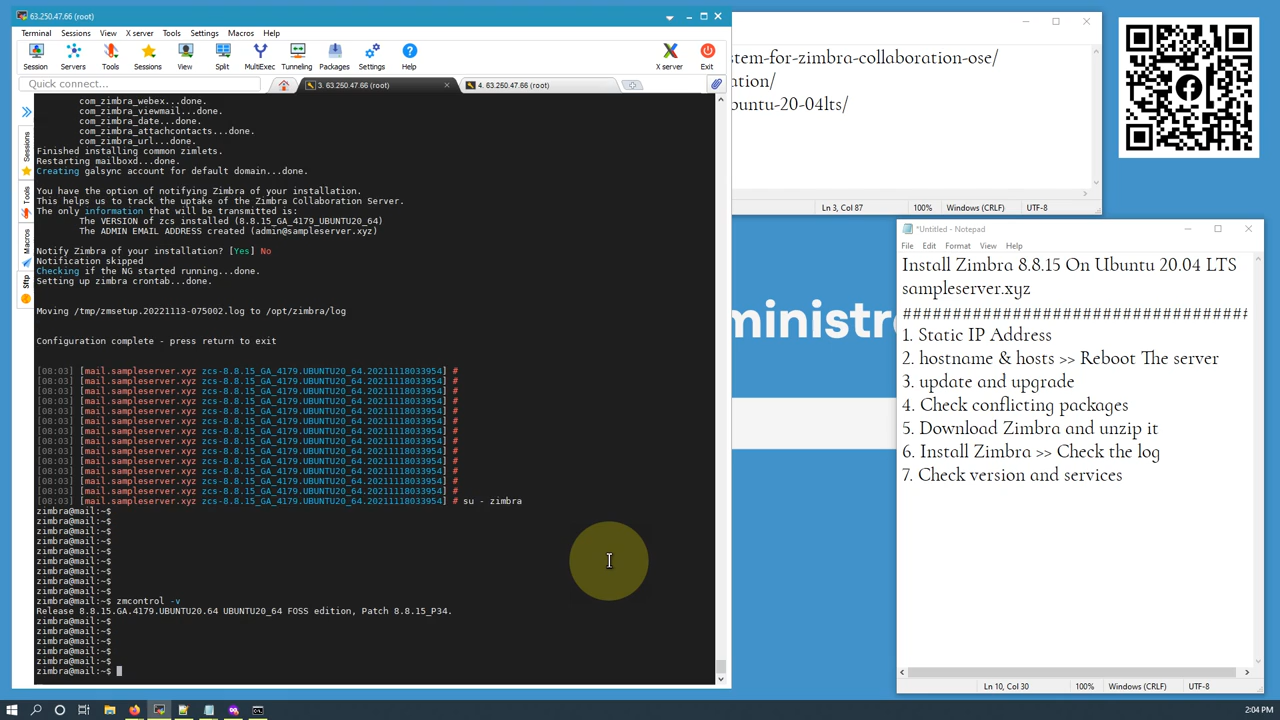 63.250.47.66 (root)
Terminal Sessions View X server Tools Settings Macros Help
Session Servers Tools Sessions View Split MultiExec Tunneling Packages Settings Help X server Exit
Quick connect...
3. 63.250.47.66 (root)
4. 63.250.47.66 (root)
Sessions
Tools
Macros
Sftp
com_zimbra_webex...done.
com_zimbra_viewmail...done.
com_zimbra_date...done.
com_zimbra_attachcontacts...done.
com_zimbra_url...done.
Finished installing common zimlets.
Restarting mailboxd...done.
Creating galsync account for default domain...done.
You have the option of notifying Zimbra of your installation.
This helps us to track the uptake of the Zimbra Collaboration Server.
The only information that will be transmitted is:
The VERSION of zcs installed (8.8.15_GA_4179_UBUNTU20_64)
The ADMIN EMAIL ADDRESS created (admin@sampleserver.xyz)
Notify Zimbra of your installation? [Yes] No
Notification skipped
Checking if the NG started running...done.
Setting up zimbra crontab...done.
Moving /tmp/zmsetup.20221113-075002.log to /opt/zimbra/log
Configuration complete - press return to exit
[08:03] [mail.sampleserver.xyz zcs-8.8.15_GA_4179.UBUNTU20_64.20211118033954] #
[08:03] [mail.sampleserver.xyz zcs-8.8.15_GA_4179.UBUNTU20_64.20211118033954] #
[08:03] [mail.sampleserver.xyz zcs-8.8.15_GA_4179.UBUNTU20_64.20211118033954] #
[08:03] [mail.sampleserver.xyz zcs-8.8.15_GA_4179.UBUNTU20_64.20211118033954] #
[08:03] [mail.sampleserver.xyz zcs-8.8.15_GA_4179.UBUNTU20_64.20211118033954] #
[08:03] [mail.sampleserver.xyz zcs-8.8.15_GA_4179.UBUNTU20_64.20211118033954] #
[08:03] [mail.sampleserver.xyz zcs-8.8.15_GA_4179.UBUNTU20_64.20211118033954] #
[08:03] [mail.sampleserver.xyz zcs-8.8.15_GA_4179.UBUNTU20_64.20211118033954] #
[08:03] [mail.sampleserver.xyz zcs-8.8.15_GA_4179.UBUNTU20_64.20211118033954] #
[08:03] [mail.sampleserver.xyz zcs-8.8.15_GA_4179.UBUNTU20_64.20211118033954] #
[08:03] [mail.sampleserver.xyz zcs-8.8.15_GA_4179.UBUNTU20_64.20211118033954] #
[08:03] [mail.sampleserver.xyz zcs-8.8.15_GA_4179.UBUNTU20_64.20211118033954] #
[08:03] [mail.sampleserver.xyz zcs-8.8.15_GA_4179.UBUNTU20_64.20211118033954] #
[08:03] [mail.sampleserver.xyz zcs-8.8.15_GA_4179.UBUNTU20_64.20211118033954] # su - zimbra
zimbra@mail:~$
zimbra@mail:~$
zimbra@mail:~$
zimbra@mail:~$
zimbra@mail:~$
zimbra@mail:~$
zimbra@mail:~$
zimbra@mail:~$
zimbra@mail:~$
zimbra@mail:~$ zmcontrol -v
Release 8.8.15.GA.4179.UBUNTU20.64 UBUNTU20_64 FOSS edition, Patch 8.8.15_P34.
zimbra@mail:~$
zimbra@mail:~$
zimbra@mail:~$
zimbra@mail:~$
zimbra@mail:~$
zimbra@mail:~$
stem-for-zimbra-collaboration-ose/
ation/
buntu-20-04lts/
Ln 3, Col 87 100% Windows (CRLF) UTF-8
ministr
*Untitled - Notepad
File Edit Format View Help
Install Zimbra 8.8.15 On Ubuntu 20.04 LTS
sampleserver.xyz
###################################
1. Static IP Address
2. hostname & hosts >> Reboot The server
3. update and upgrade
4. Check conflicting packages
5. Download Zimbra and unzip it
6. Install Zimbra >> Check the log
7. Check version and services
Ln 10, Col 30 100% Windows (CRLF) UTF-8
2:04 PM